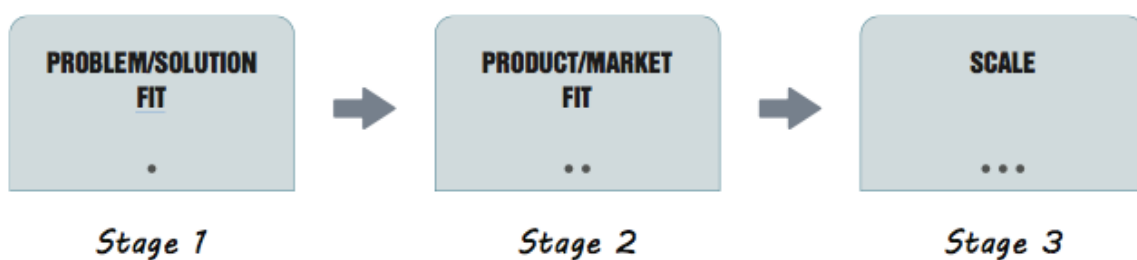 PROBLEM/SOLUTION
FIT
PRODUCT/MARKET
FIT
SCALE
Stage 1
Stage 2
Stage 3